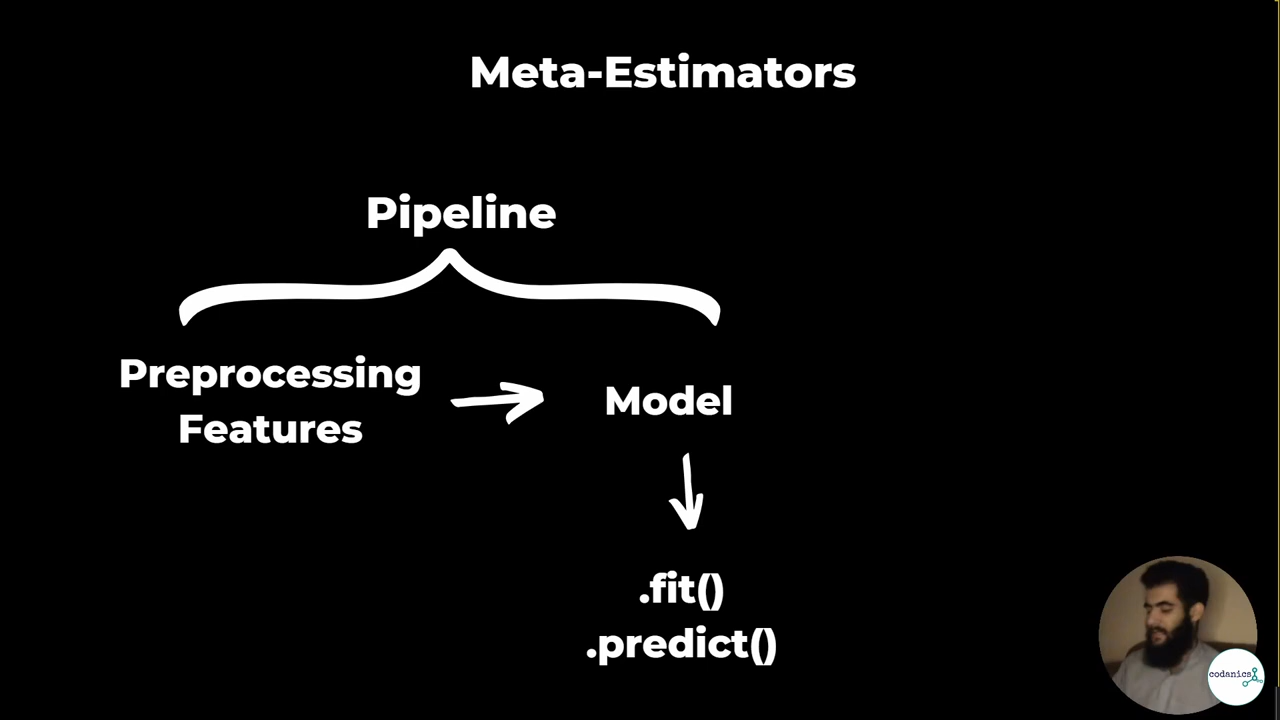 Meta-Estimators
Pipeline
Preprocessing
Features
Model
.fit()
.predict()
codanics